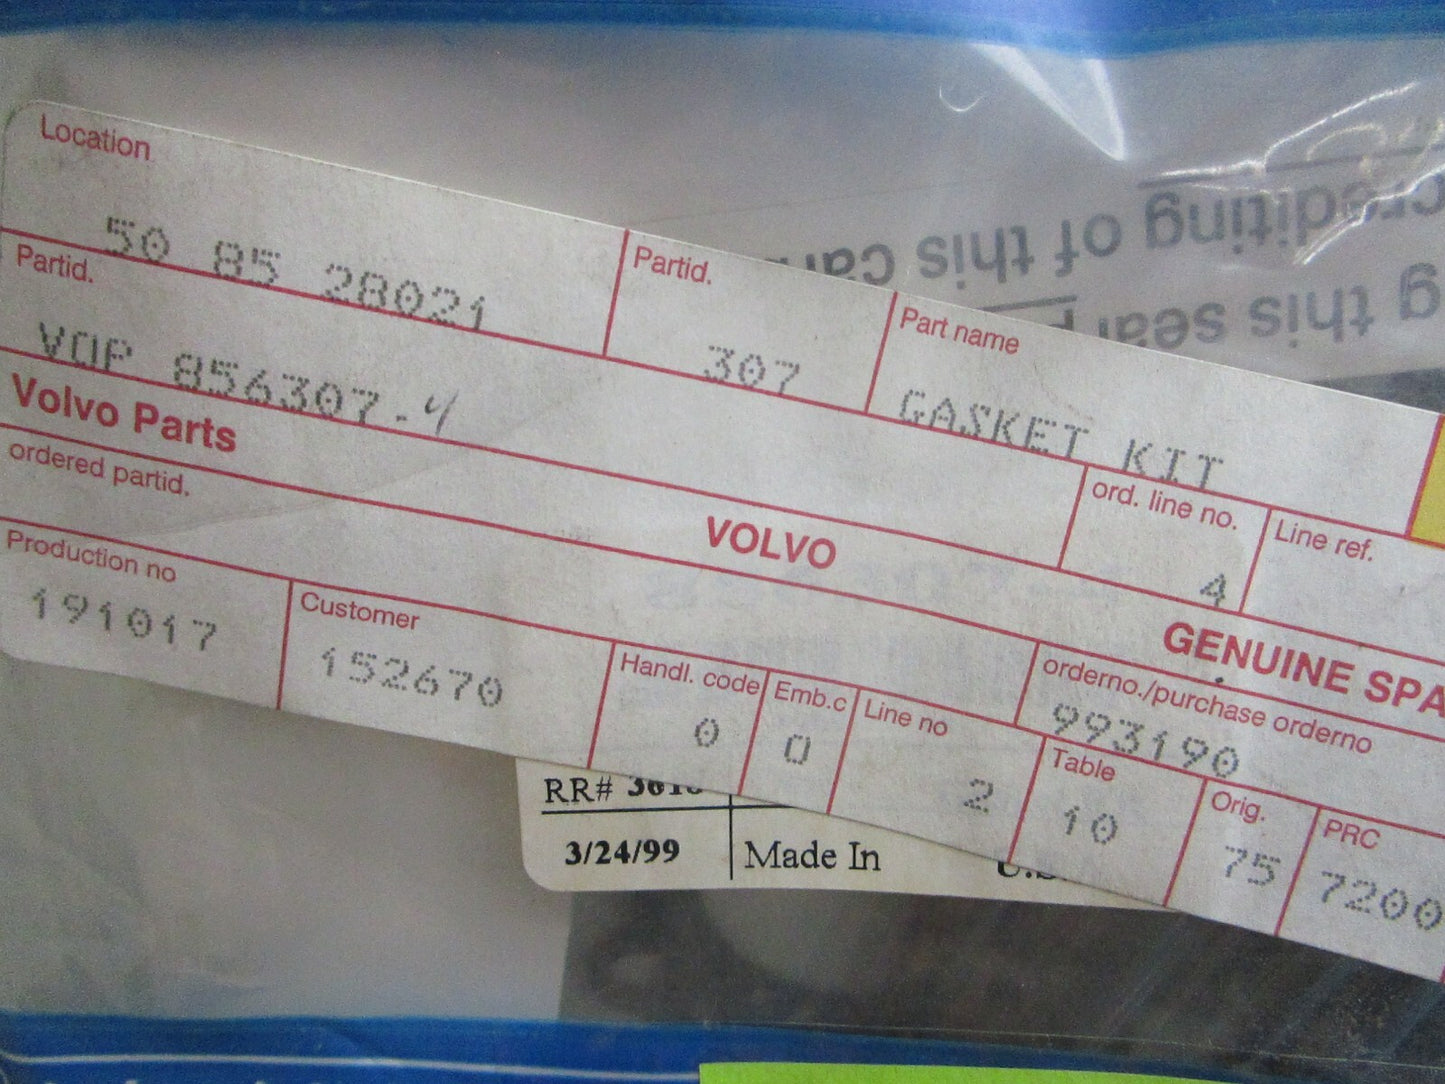 Location
50 85 28021
Partid.
307
Part name
GASKET KIT
Partid.
VOP 856307-4
ord. line no.
4
Line ref.
Volvo Parts
VOLVO
GENUINE SPA
ordered partid.
orderno./purchase orderno
993190
Production no
191017
Customer
152670
Handl. code
0
Emb.c
0
Line no
2
Table
10
Orig.
75
PRC
7200
RR#
3/24/99
Made In
crediting of this
g this seal